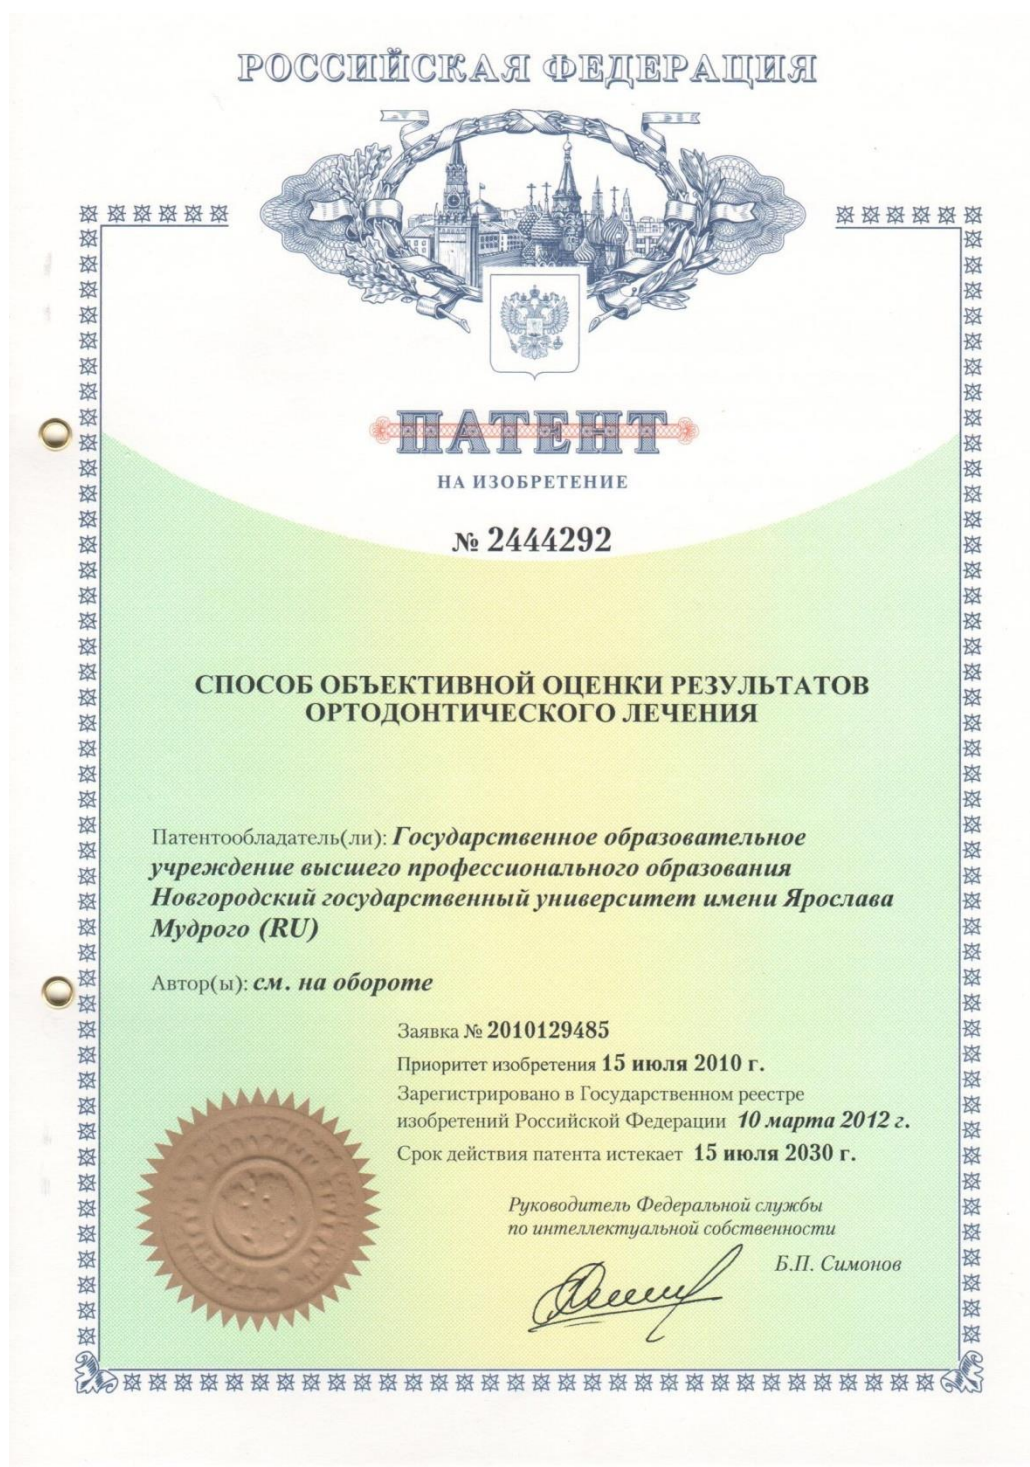 РОССИЙСКАЯ ФЕДЕРАЦИЯ
ПАТЕНТ
НА ИЗОБРЕТЕНИЕ
№ 2444292
СПОСОБ ОБЪЕКТИВНОЙ ОЦЕНКИ РЕЗУЛЬТАТОВ
ОРТОДОНТИЧЕСКОГО ЛЕЧЕНИЯ
Патентообладатель(ли): Государственное образовательное
учреждение высшего профессионального образования
Новгородский государственный университет имени Ярослава
Мудрого (RU)
Автор(ы): см. на обороте
Заявка № 2010129485
Приоритет изобретения 15 июля 2010 г.
Зарегистрировано в Государственном реестре
изобретений Российской Федерации 10 марта 2012 г.
Срок действия патента истекает 15 июля 2030 г.
Руководитель Федеральной службы
по интеллектуальной собственности
Б.П. Симонов